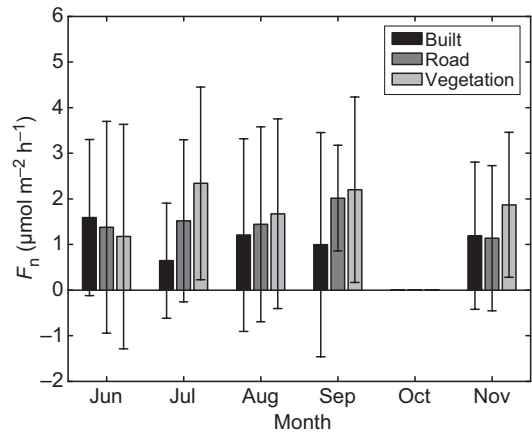 6
5
4
3
2
1
0
−1
−2
Fn (μmol m−2 h−1)
Built
Road
Vegetation
Jun Jul Aug Sep Oct Nov
Month